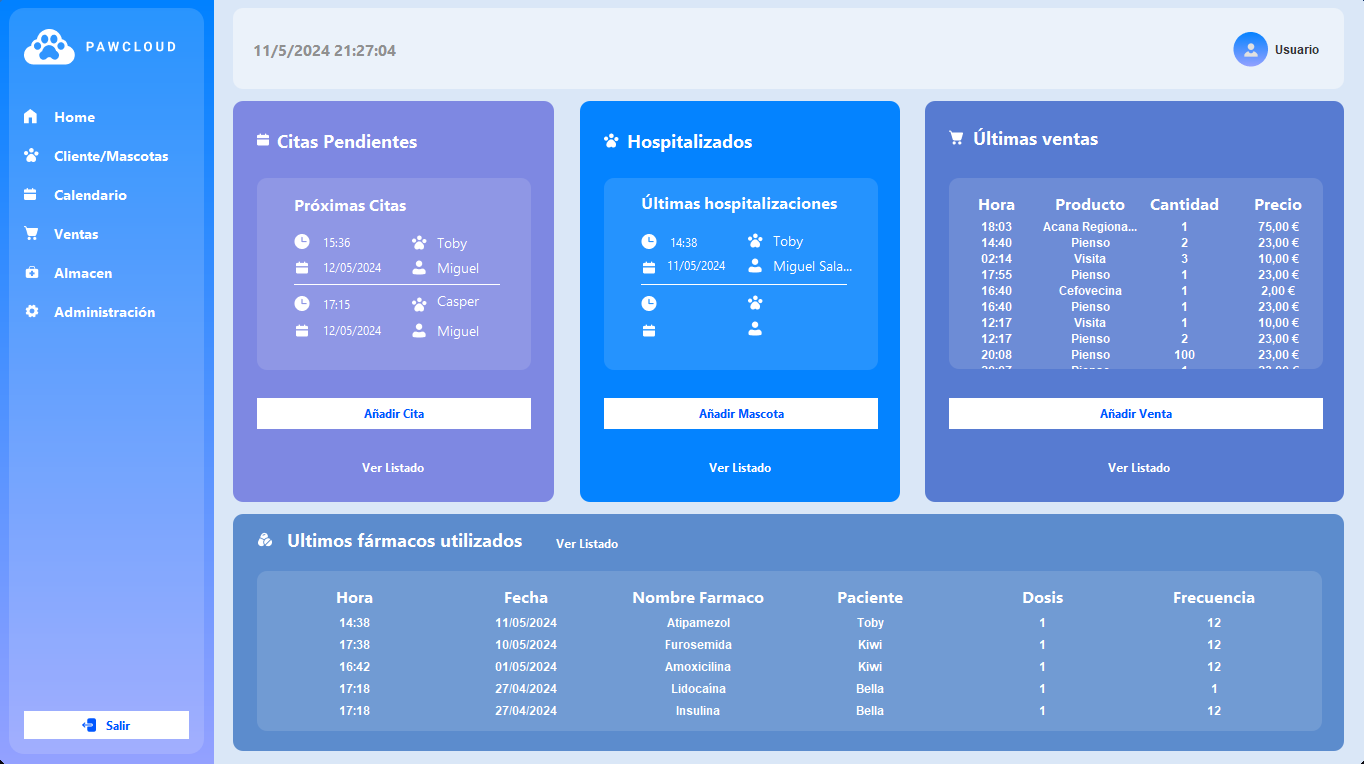 PAWCLOUD
Home
Cliente/Mascotas
Calendario
Ventas
Almacen
Administración
Salir
11/5/2024 21:27:04
Usuario
Citas Pendientes
Próximas Citas
15:36 Toby
12/05/2024 Miguel
17:15 Casper
12/05/2024 Miguel
Añadir Cita
Ver Listado
Hospitalizados
Últimas hospitalizaciones
14:38 Toby
11/05/2024 Miguel Sala...
Añadir Mascota
Ver Listado
Últimas ventas
Hora Producto Cantidad Precio
18:03 Acana Regiona... 1 75,00 €
14:40 Pienso 2 23,00 €
02:14 Visita 3 10,00 €
17:55 Pienso 1 23,00 €
16:40 Cefovecina 1 2,00 €
16:40 Pienso 1 23,00 €
12:17 Visita 1 10,00 €
12:17 Pienso 2 23,00 €
20:08 Pienso 100 23,00 €
Añadir Venta
Ver Listado
Ultimos fármacos utilizados Ver Listado
Hora Fecha Nombre Farmaco Paciente Dosis Frecuencia
14:38 11/05/2024 Atipamezol Toby 1 12
17:38 10/05/2024 Furosemida Kiwi 1 12
16:42 01/05/2024 Amoxicilina Kiwi 1 12
17:18 27/04/2024 Lidocaína Bella 1 1
17:18 27/04/2024 Insulina Bella 1 12